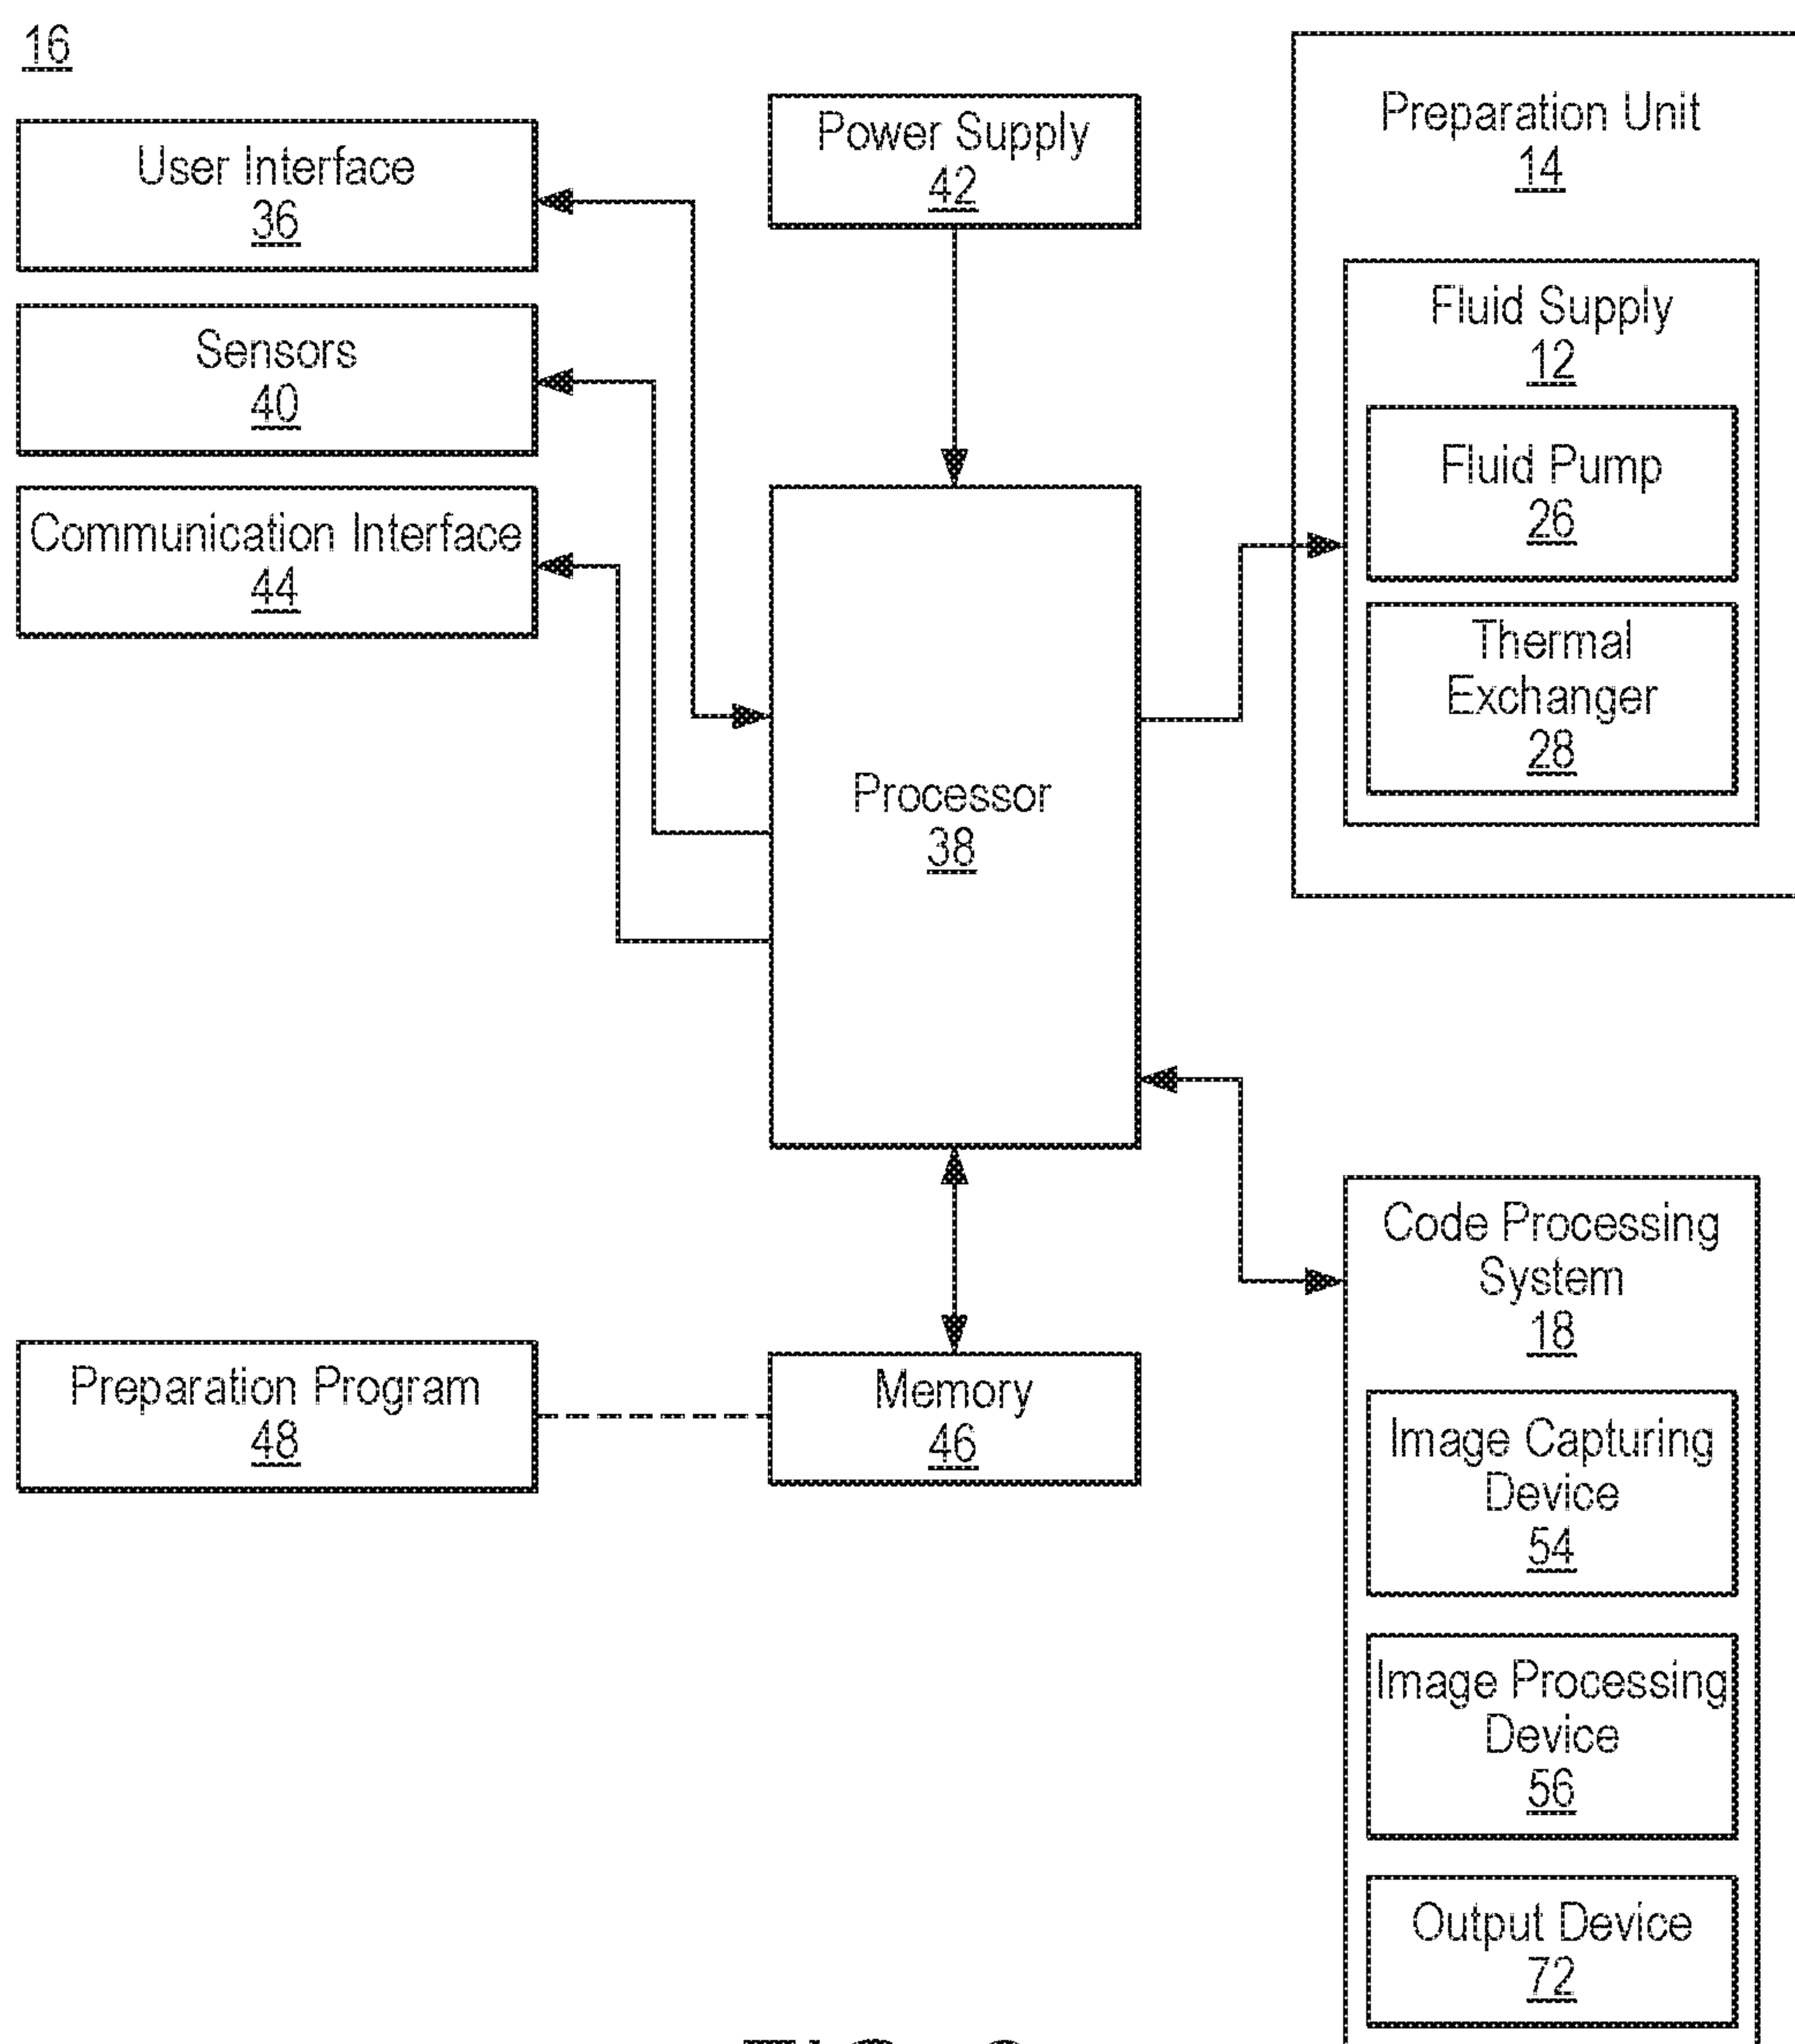 16
User Interface
36
Sensors
40
Communication Interface
44
Power Supply
42
Processor
38
Preparation Unit
14
Fluid Supply
12
Fluid Pump
26
Thermal
Exchanger
28
Preparation Program
48
Memory
46
Code Processing
System
18
Image Capturing
Device
54
Image Processing
Device
56
Output Device
72